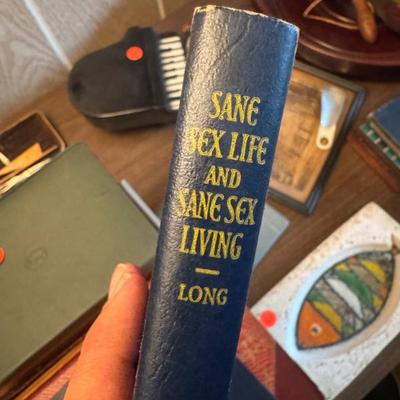 SANE
SEX LIFE
AND
SANE SEX
LIVING
LONG